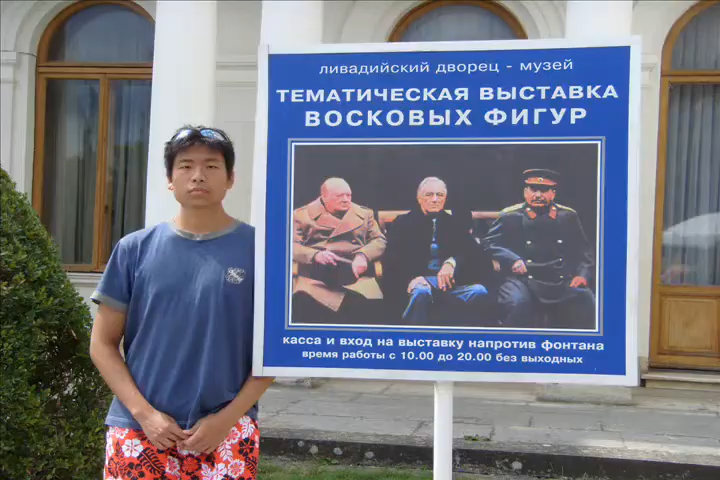 ливадийский дворец - музей
ТЕМАТИЧЕСКАЯ ВЫСТАВКА
ВОСКОВЫХ ФИГУР
касса и вход на выставку напротив фонтана
время работы с 10.00 до 20.00 без выходных